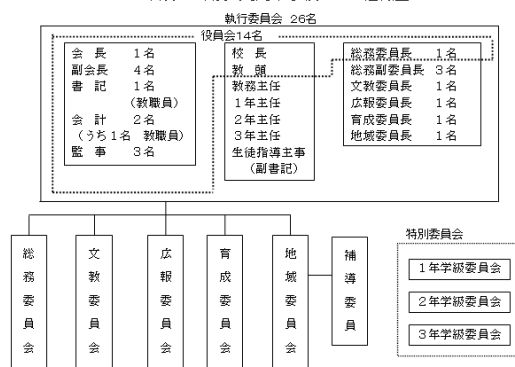 執行委員会 26名
役員会14名
会　長　　1名
副会長　　4名
書　記　　1名
（教職員）
会　計　　2名
（うち1名　教職員）
監　事　　3名
校　長
教　頭
教務主任
1年主任
2年主任
3年主任
生徒指導主事
（副書記）
総務委員長　　1名
総務副委員長　3名
文教委員長　　1名
広報委員長　　1名
育成委員長　　1名
地域委員長　　1名
総務委員会
文教委員会
広報委員会
育成委員会
地域委員会
補導委員
特別委員会
1年学級委員会
2年学級委員会
3年学級委員会